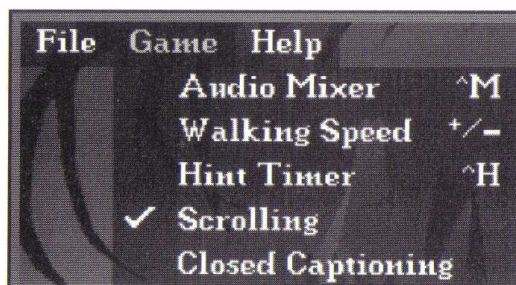 File Game Help
Audio Mixer ^M
Walking Speed +/-
Hint Timer ^H
✓ Scrolling
Closed Captioning